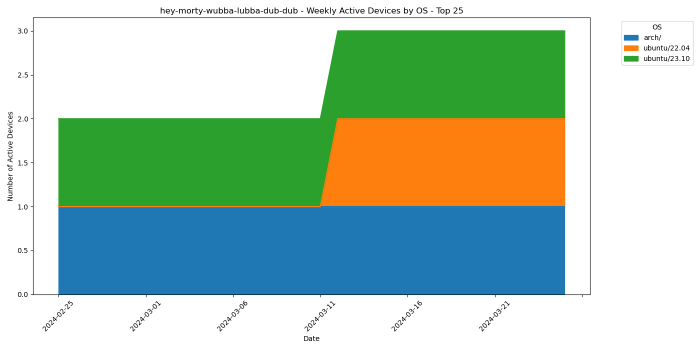 hey-morty-wubba-lubba-dub-dub - Weekly Active Devices by OS - Top 25
OS
arch/
ubuntu/22.04
ubuntu/23.10
Number of Active Devices
3.0
2.5
2.0
1.5
1.0
0.5
0.0
2024-02-25
2024-03-01
2024-03-06
2024-03-11
2024-03-16
2024-03-21
Date